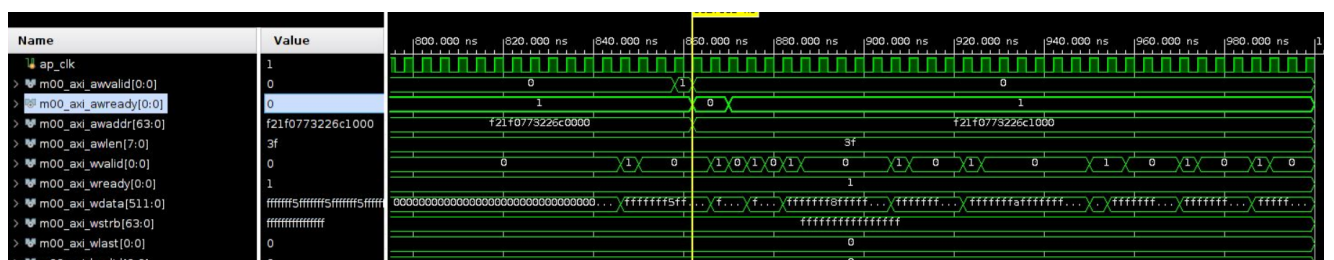 Name Value 800.000 ns 820.000 ns 840.000 ns 880.000 ns 900.000 ns 920.000 ns 940.000 ns 960.000 ns 980.000 ns
ap_clk 1
m00_axi_awvalid[0:0] 0 0 1 0
m00_axi_awready[0:0] 0 1 0 1
m00_axi_awaddr[63:0] f21f0773226c1000 f21f0773226c0000 f21f0773226c1000
m00_axi_awlen[7:0] 3f 3f
m00_axi_wvalid[0:0] 0 0 1 0 1 0 1 0 1 0 1 0 1 0 1 0 1 0 1 0
m00_axi_wready[0:0] 1 1
m00_axi_wdata[511:0]
m00_axi_wstrb[63:0] ffffffffffffffff ffffffffffffffff
m00_axi_wlast[0:0] 0 0